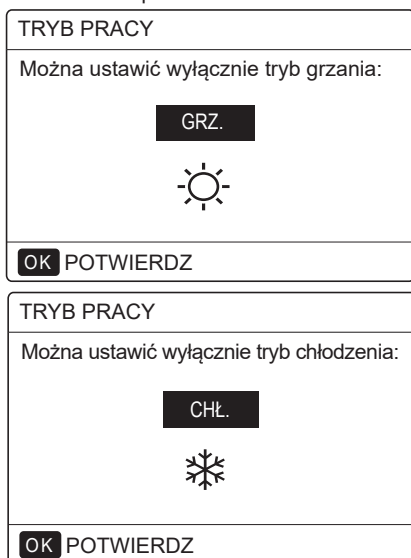 TRYB PRACY
Można ustawić wyłącznie tryb grzania:
GRZ.
OK POTWIERDZ
TRYB PRACY
Można ustawić wyłącznie tryb chłodzenia:
CHŁ.
OK POTWIERDZ